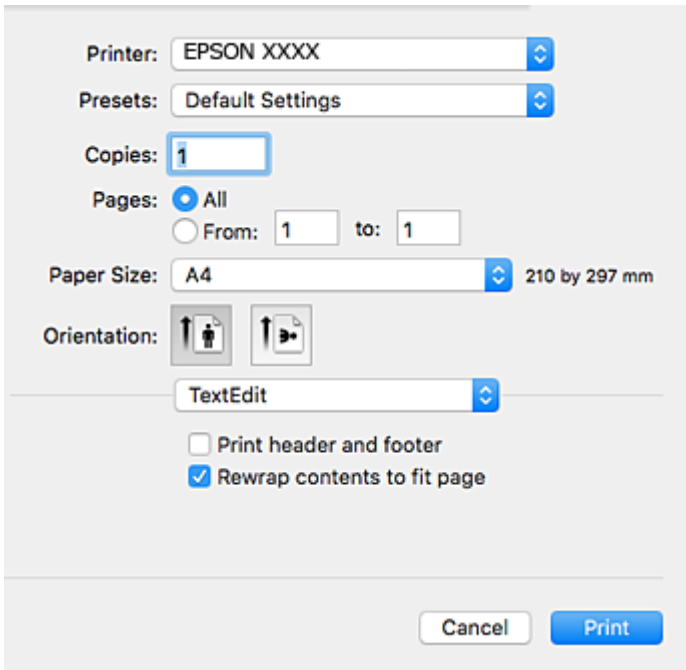 Printer: EPSON XXXX
Presets: Default Settings
Copies: 1
Pages: All
From: 1 to: 1
Paper Size: A4 210 by 297 mm
Orientation:
TextEdit
Print header and footer
Rewrap contents to fit page
Cancel Print